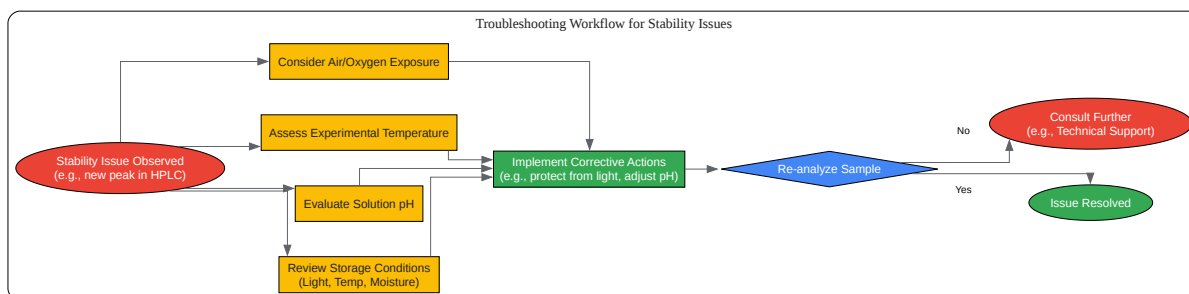 Troubleshooting Workflow for Stability Issues
Consider Air/Oxygen Exposure
Assess Experimental Temperature
Stability Issue Observed
(e.g., new peak in HPLC)
Evaluate Solution pH
Review Storage Conditions
(Light, Temp, Moisture)
Implement Corrective Actions
(e.g., protect from light, adjust pH)
Re-analyze Sample
No
Consult Further
(e.g., Technical Support)
Yes
Issue Resolved